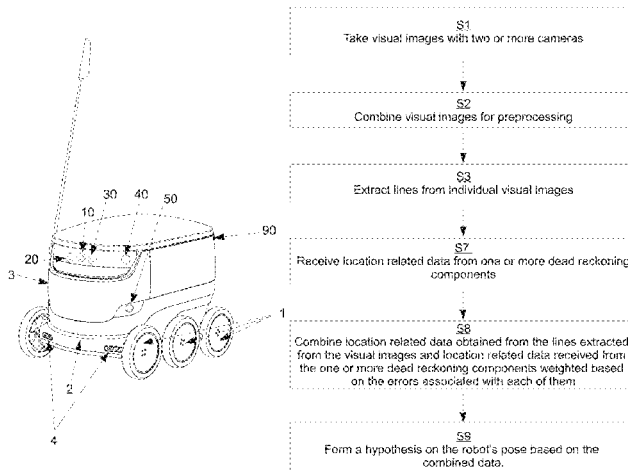 S1
Take visual images with two or more cameras
S2
Combine visual images for preprocessing
S3
Extract lines from individual visual images
S7
Receive location related data from one or more dead reckoning
components
S8
Combine location related data obtained from the lines extracted
from the visual images and location related data received from
the one or more dead reckoning components weighted based
on the errors associated with each of them
S9
Form a hypothesis on the robot's pose based on the
combined data.
10
30
40
50
20
3
90
1
2
4